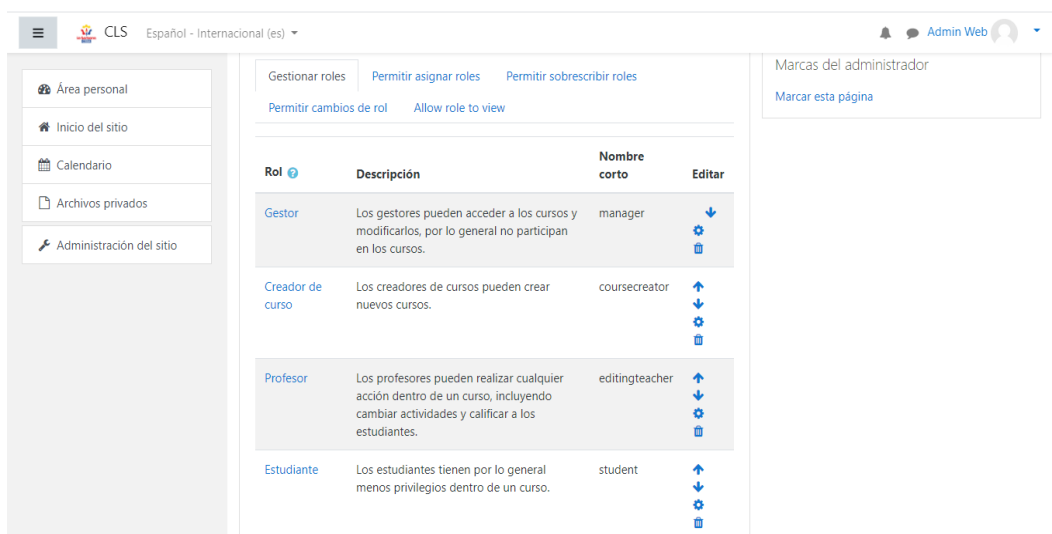 CLS Español - Internacional (es)
Admin Web
Área personal
Inicio del sitio
Calendario
Archivos privados
Administración del sitio
Gestionar roles Permitir asignar roles Permitir sobrescribir roles
Permitir cambios de rol Allow role to view
Rol Descripción Nombre corto Editar
Gestor
Los gestores pueden acceder a los cursos y
modificarlos, por lo general no participan
en los cursos.
manager
Creador de
curso
Los creadores de cursos pueden crear
nuevos cursos.
coursecreator
Profesor
Los profesores pueden realizar cualquier
acción dentro de un curso, incluyendo
cambiar actividades y calificar a los
estudiantes.
editingteacher
Estudiante
Los estudiantes tienen por lo general
menos privilegios dentro de un curso.
student
Marcas del administrador
Marcar esta página